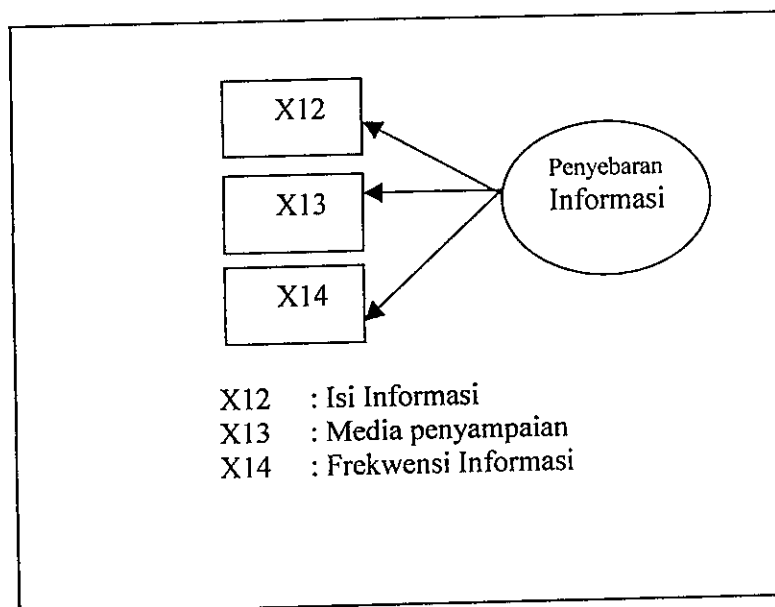 X12
X13
X14
Penyebaran
Informasi
X12 : Isi Informasi
X13 : Media penyampaian
X14 : Frekwensi Informasi